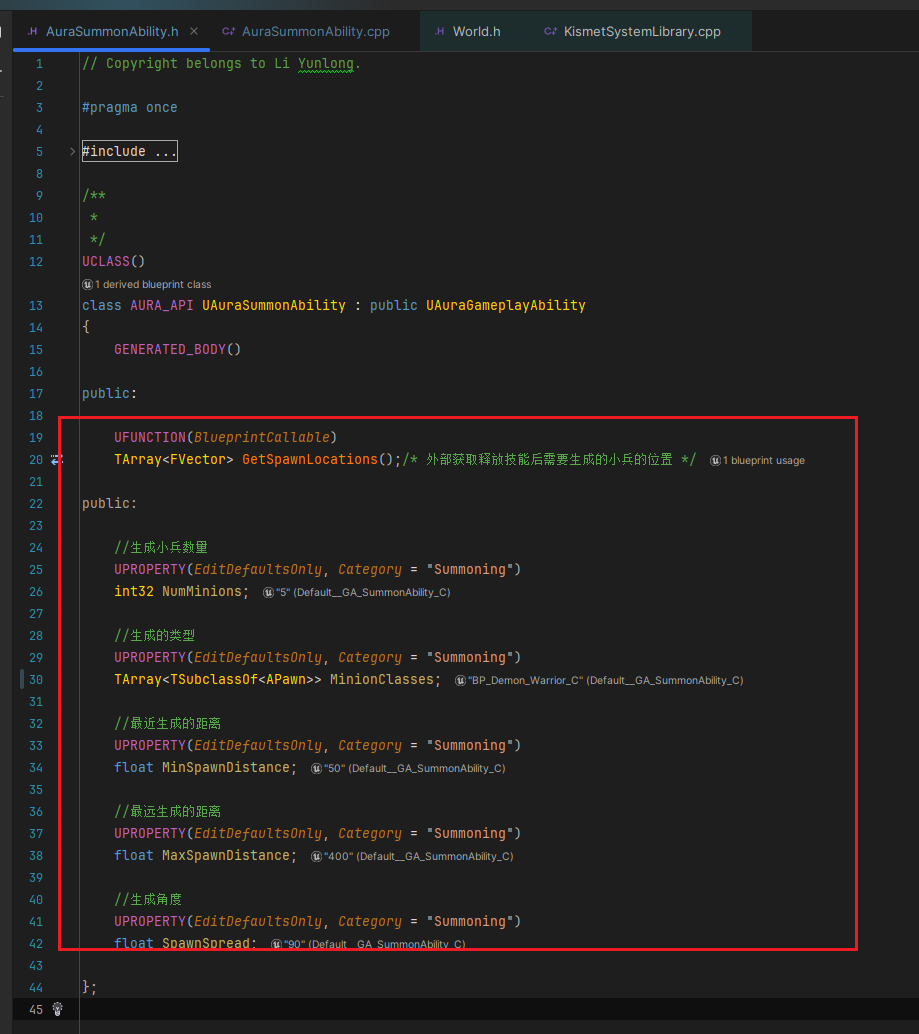 AuraSummonAbility.h
AuraSummonAbility.cpp
World.h
KismetSystemLibrary.cpp
1 // Copyright belongs to Li Yunlong.
2
3 #pragma once
4
5 #include ...
8
9 /**
10 *
11 */
12 UCLASS()
1 derived blueprint class
13 class AURA_API UAuraSummonAbility : public UAuraGameplayAbility
14 {
15 GENERATED_BODY()
16
17 public:
18
19 UFUNCTION(BlueprintCallable)
20 TArray<FVector> GetSpawnLocations();/* 外部获取释放技能后需要生成的小兵的位置 */ 1 blueprint usage
21
22 public:
23
24 //生成小兵数量
25 UPROPERTY(EditDefaultsOnly, Category = "Summoning")
26 int32 NumMinions; "5" (Default__GA_SummonAbility_C)
27
28 //生成的类型
29 UPROPERTY(EditDefaultsOnly, Category = "Summoning")
30 TArray<TSubclassOf<APawn>> MinionClasses; "BP_Demon_Warrior_C" (Default__GA_SummonAbility_C)
31
32 //最近生成的距离
33 UPROPERTY(EditDefaultsOnly, Category = "Summoning")
34 float MinSpawnDistance; "50" (Default__GA_SummonAbility_C)
35
36 //最远生成的距离
37 UPROPERTY(EditDefaultsOnly, Category = "Summoning")
38 float MaxSpawnDistance; "400" (Default__GA_SummonAbility_C)
39
40 //生成角度
41 UPROPERTY(EditDefaultsOnly, Category = "Summoning")
42 float SpawnSpread; "90" (Default__GA_SummonAbility_C)
43
44 };
45